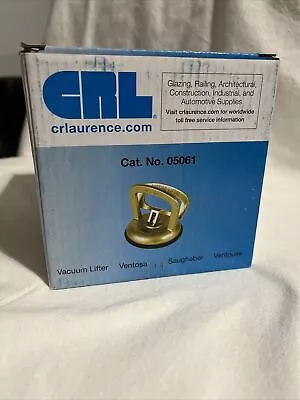 CRL®
crlaurence.com
Glazing, Railing, Architectural,
Construction, Industrial, and
Automotive Supplies
Visit crlaurence.com for worldwide
toll free service information
Cat. No. 05061
Vacuum Lifter Ventosa Saugheber Ventouse